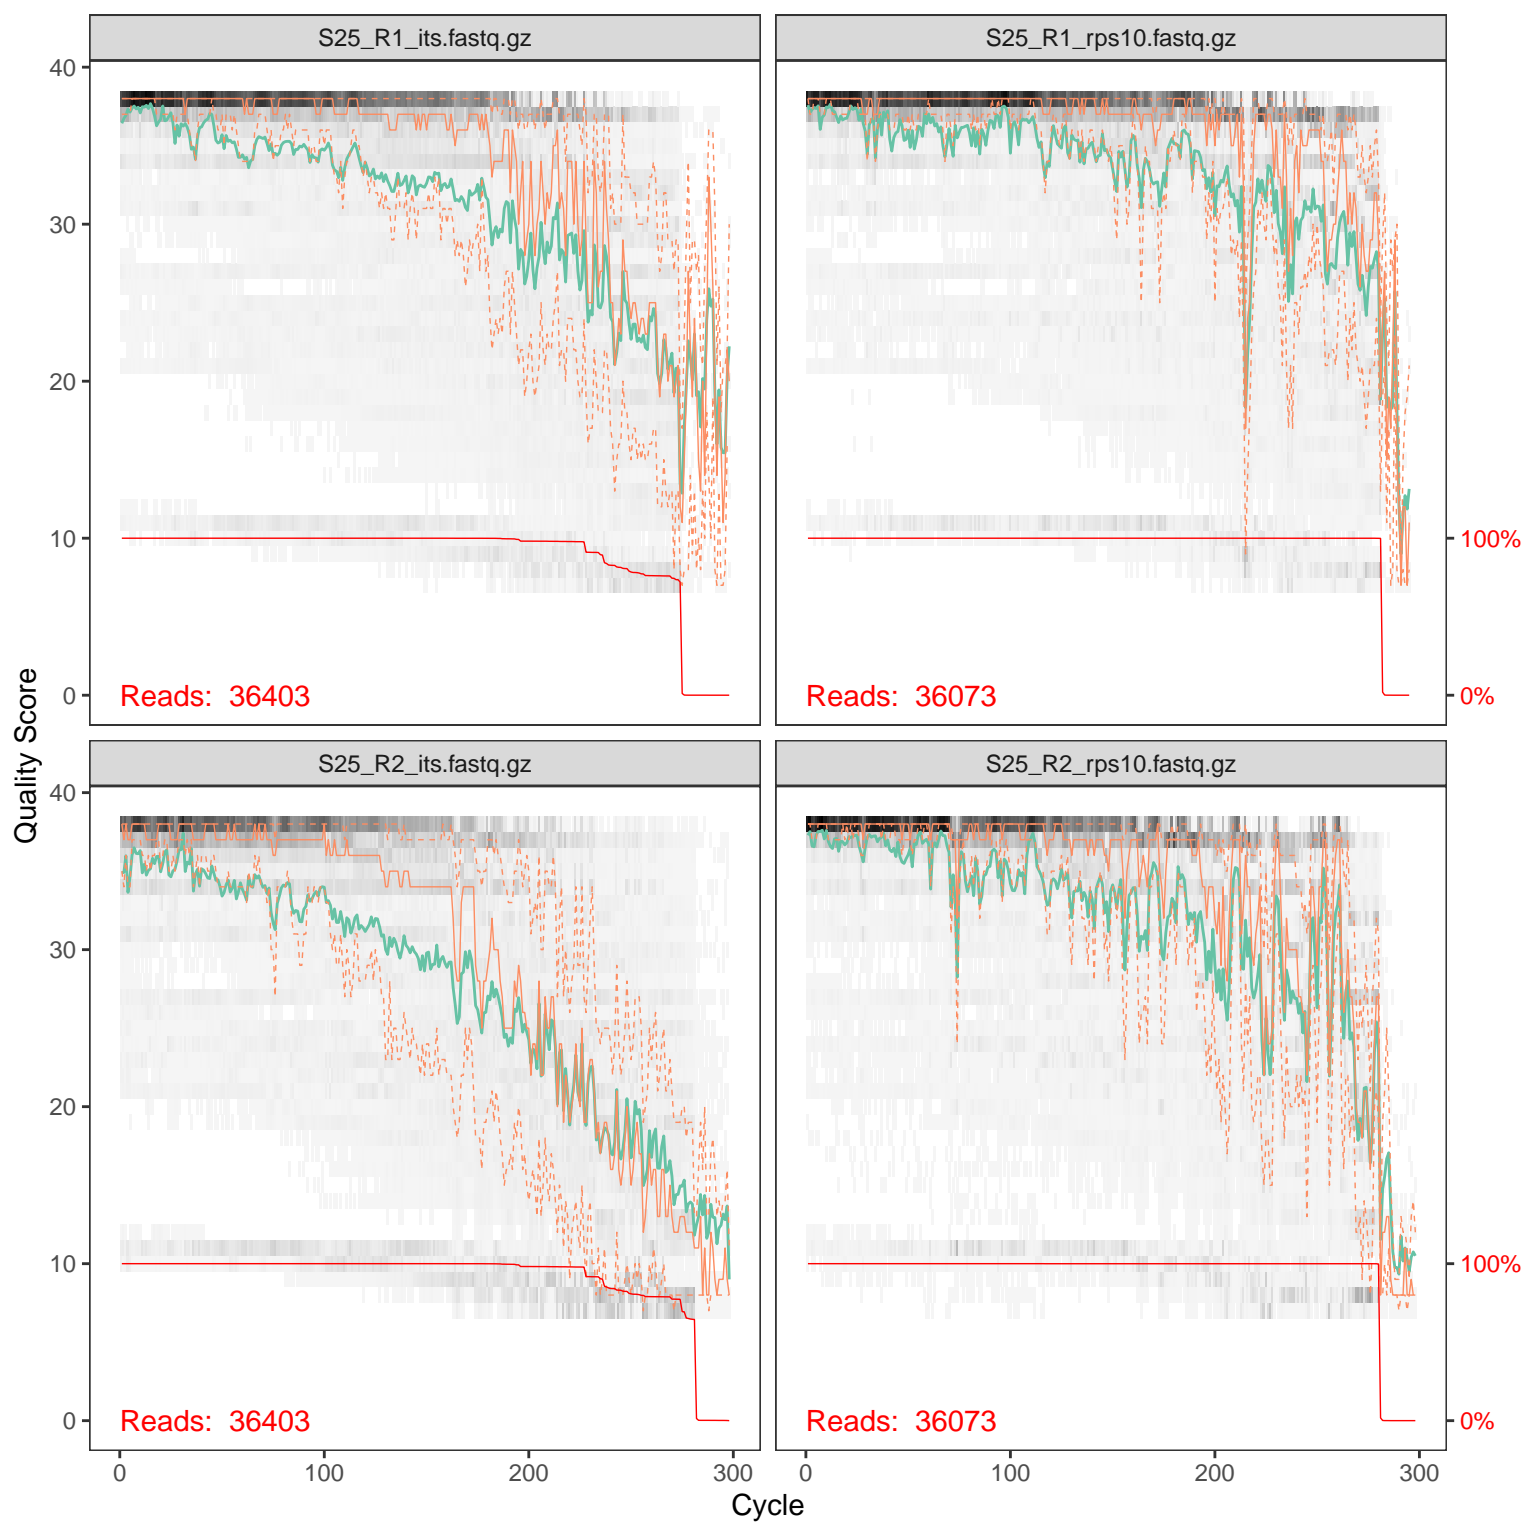 S25_R1_its.fastq.gz
S25_R1_rps10.fastq.gz
40
30
20
10
0
Reads: 36403
Reads: 36073
100%
0%
Quality Score
S25_R2_its.fastq.gz
S25_R2_rps10.fastq.gz
40
30
20
10
0
Reads: 36403
Reads: 36073
100%
0%
0 100 200 300
0 100 200 300
Cycle